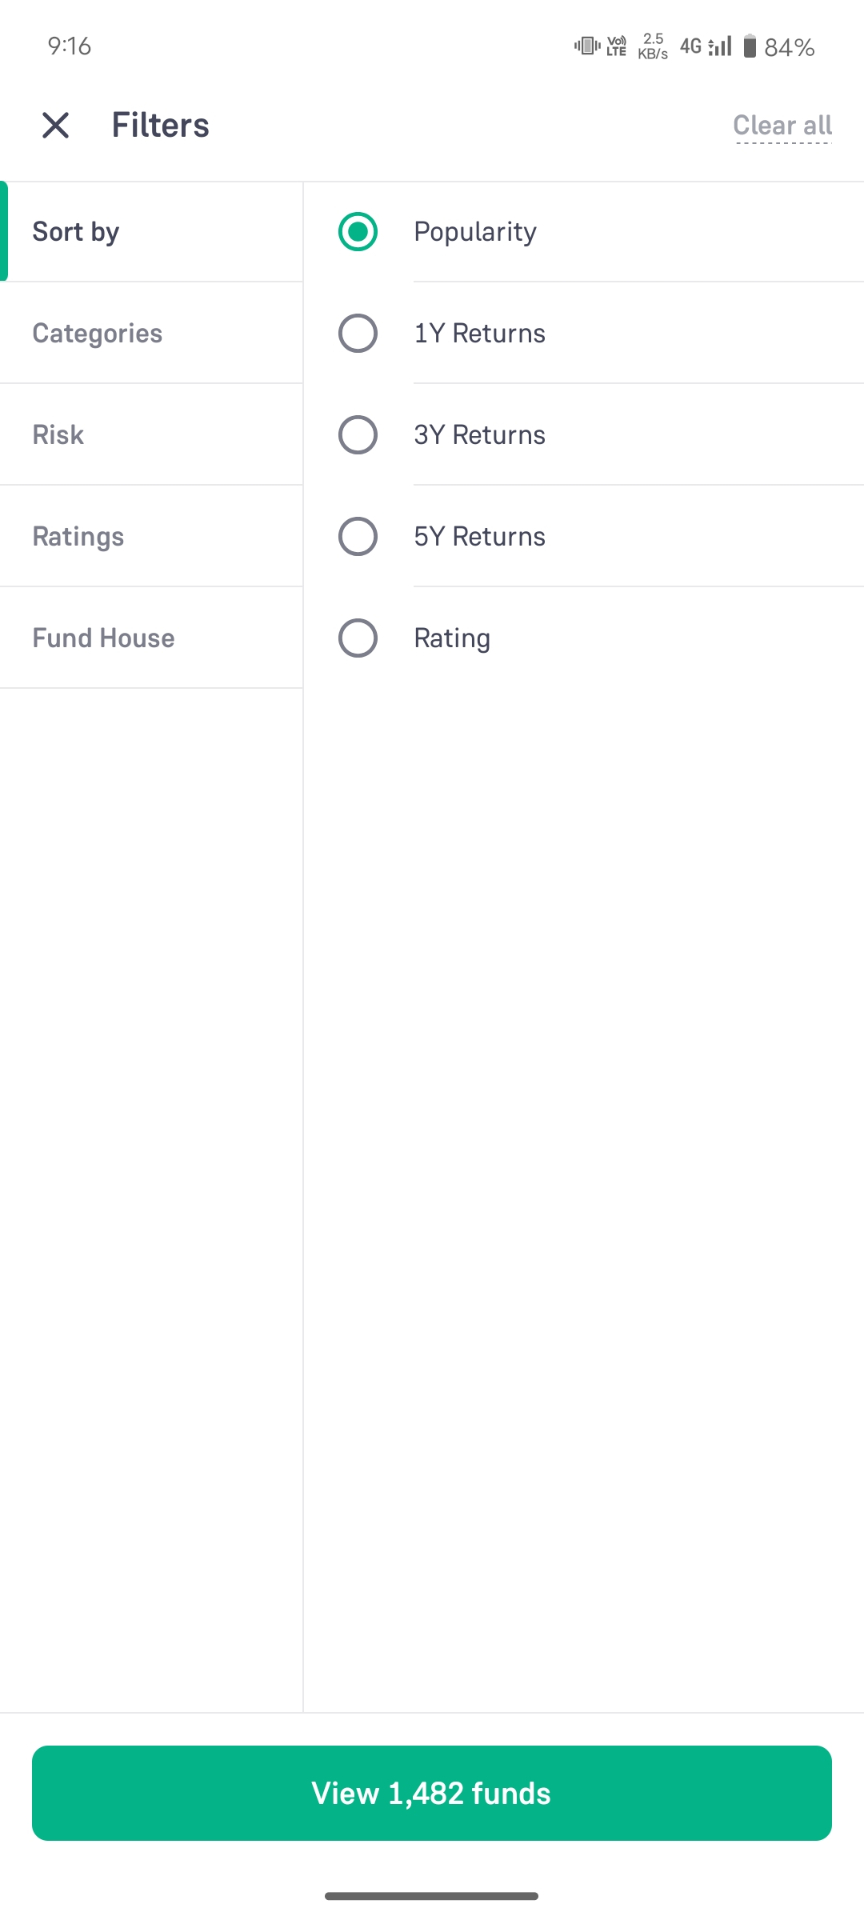 9:16
Vo) LTE 2.5 KB/s 4G 84%
Filters
Clear all
Sort by
Categories
Risk
Ratings
Fund House
Popularity
1Y Returns
3Y Returns
5Y Returns
Rating
View 1,482 funds